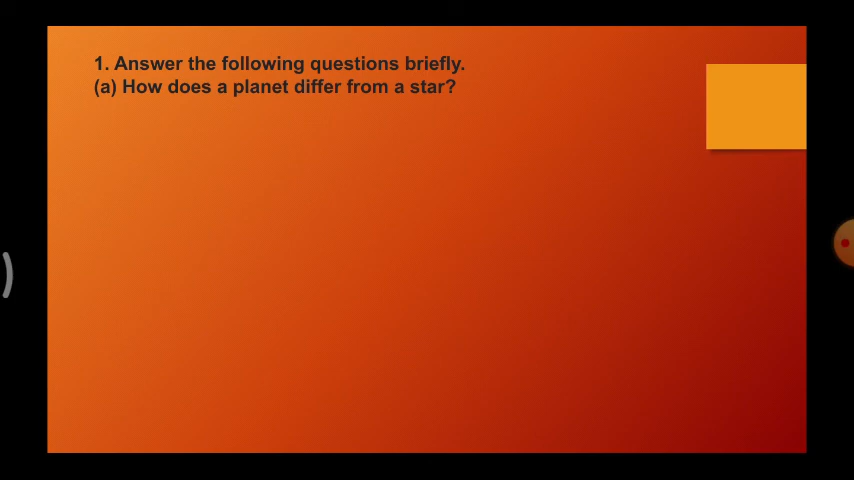 1. Answer the following questions briefly.
(a) How does a planet differ from a star?